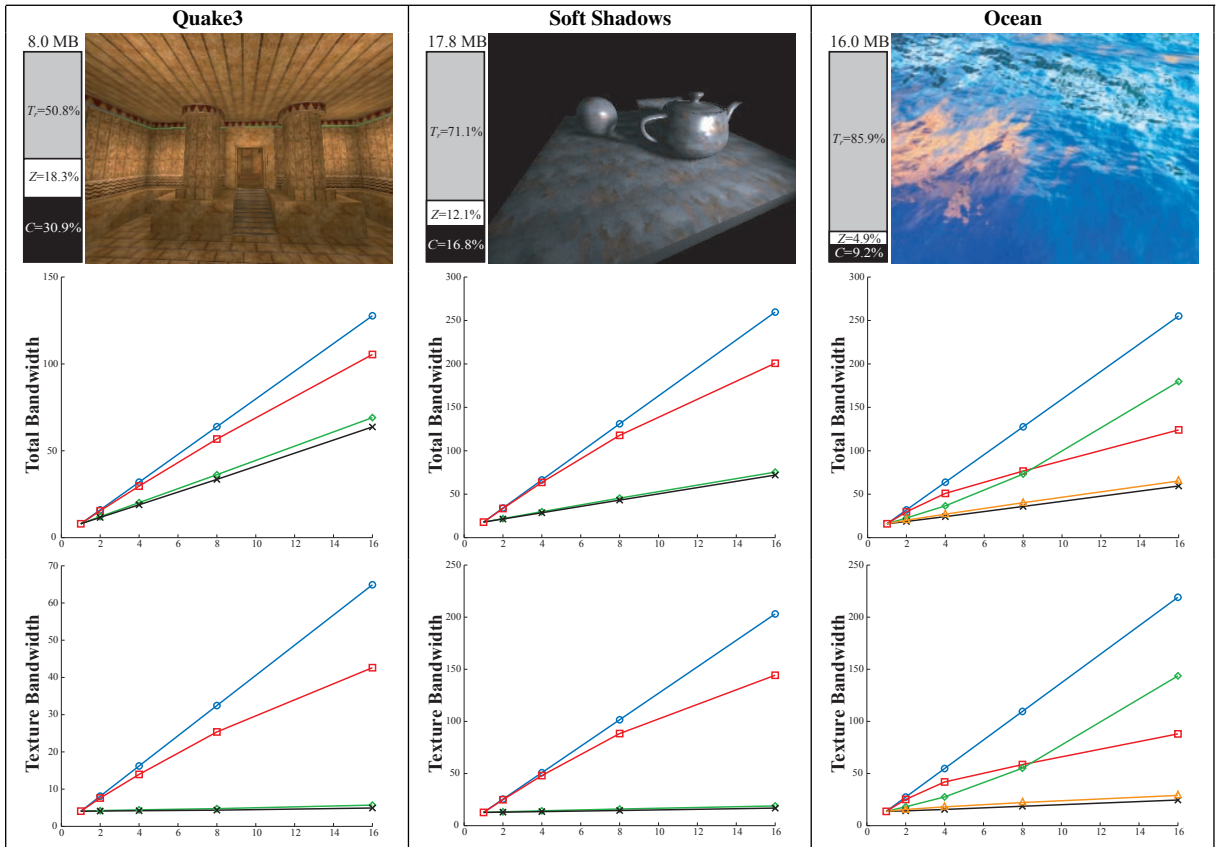 Quake3
Soft Shadows
Ocean
8.0 MB
Tr=50.8%
Z=18.3%
C=30.9%
17.8 MB
Tr=71.1%
Z=12.1%
C=16.8%
16.0 MB
Tr=85.9%
Z=4.9%
C=9.2%
Total Bandwidth
150
100
50
0
0 2 4 6 8 10 12 14 16
Total Bandwidth
300
250
200
150
100
50
0
0 2 4 6 8 10 12 14 16
Total Bandwidth
300
250
200
150
100
50
0
0 2 4 6 8 10 12 14 16
Texture Bandwidth
70
60
50
40
30
20
10
0
0 2 4 6 8 10 12 14 16
Texture Bandwidth
250
200
150
100
50
0
0 2 4 6 8 10 12 14 16
Texture Bandwidth
250
200
150
100
50
0
0 2 4 6 8 10 12 14 16